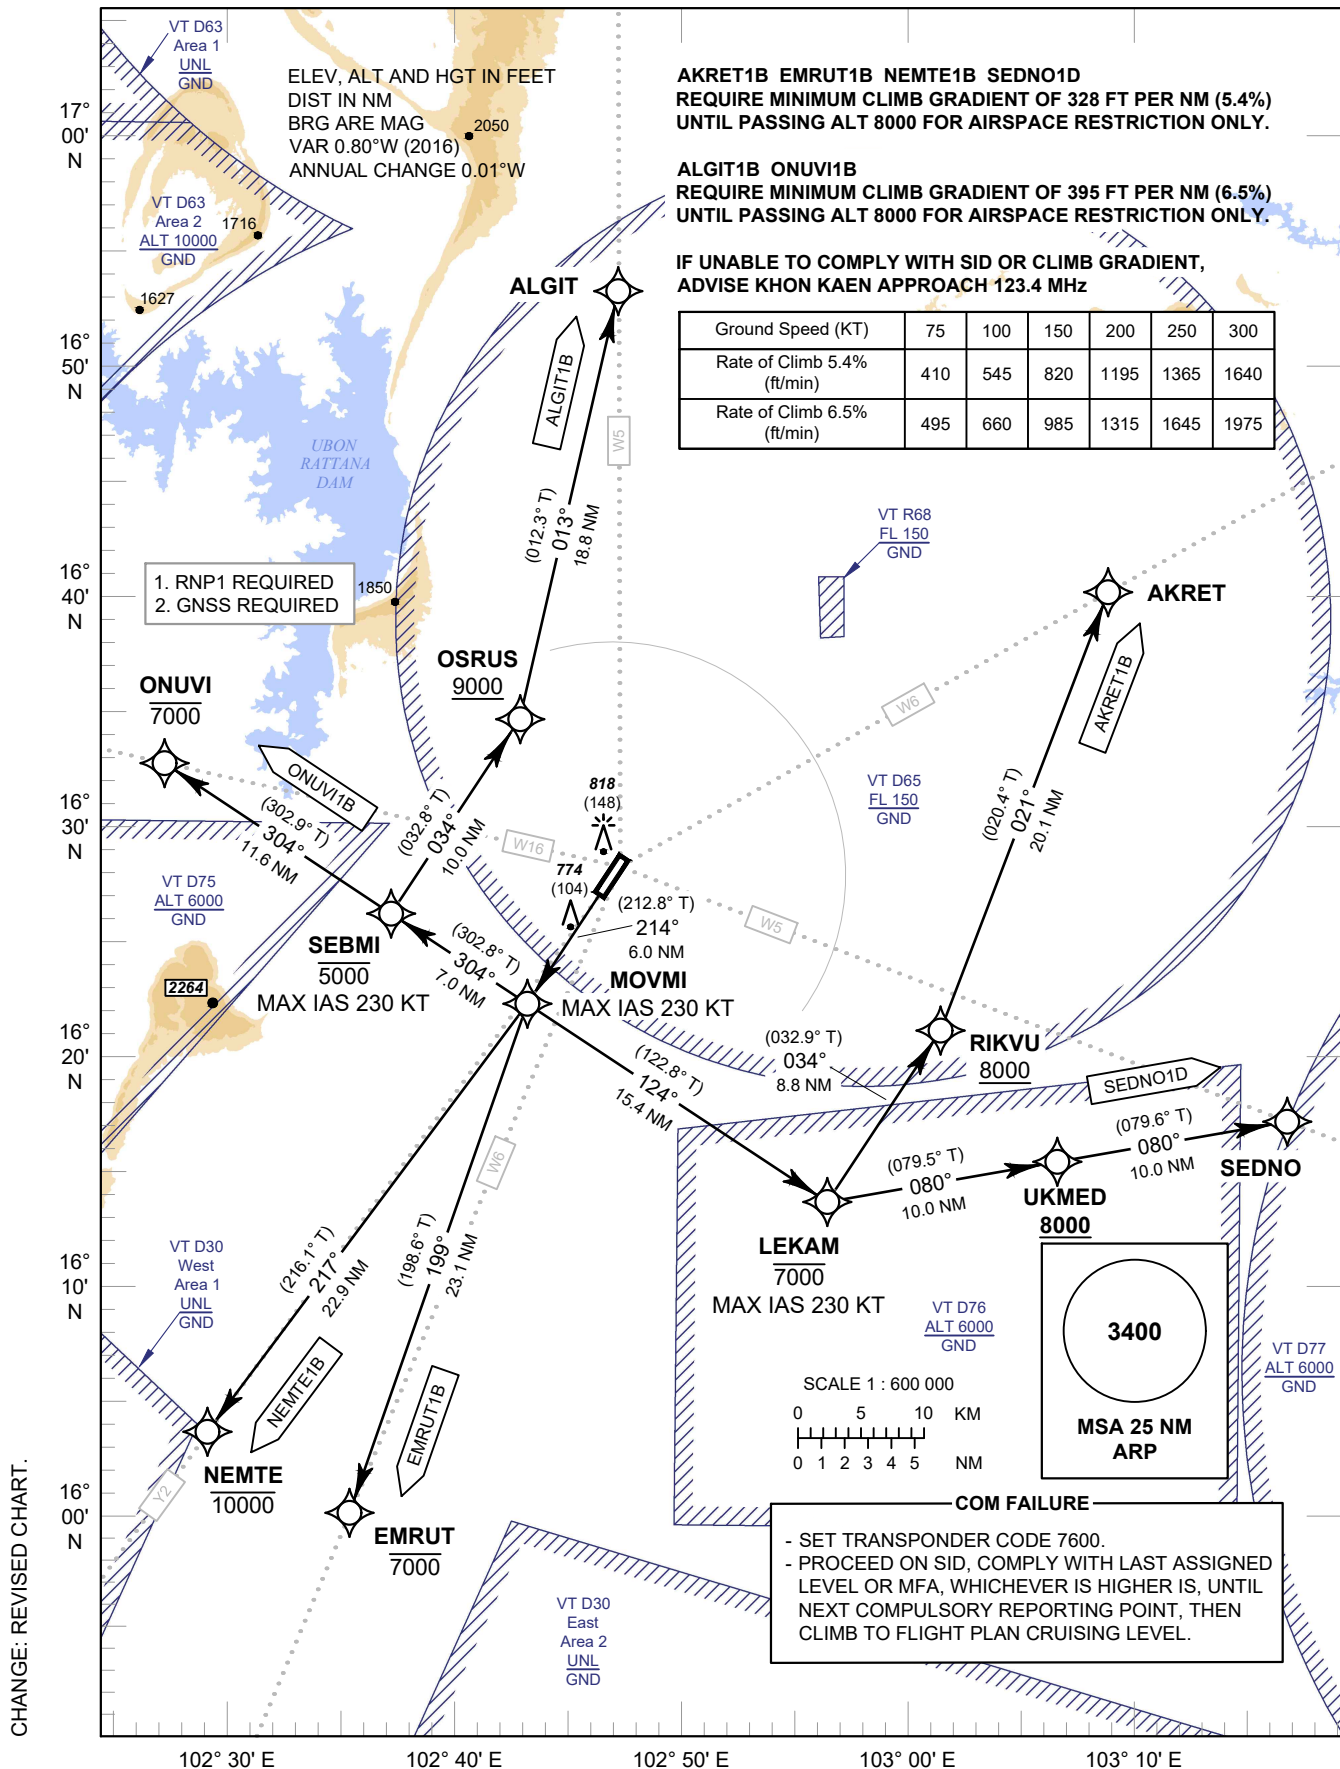 VT D63
Area 1
UNL
GND
ELEV, ALT AND HGT IN FEET
DIST IN NM
BRG ARE MAG
VAR 0.80°W (2016)
ANNUAL CHANGE 0.01°W
2050
AKRET1B EMRUT1B NEMTE1B SEDNO1D
REQUIRE MINIMUM CLIMB GRADIENT OF 328 FT PER NM (5.4%)
UNTIL PASSING ALT 8000 FOR AIRSPACE RESTRICTION ONLY.
ALGIT1B ONUVI1B
REQUIRE MINIMUM CLIMB GRADIENT OF 395 FT PER NM (6.5%)
UNTIL PASSING ALT 8000 FOR AIRSPACE RESTRICTION ONLY.
IF UNABLE TO COMPLY WITH SID OR CLIMB GRADIENT,
ADVISE KHON KAEN APPROACH 123.4 MHz
Ground Speed (KT) 75 100 150 200 250 300
Rate of Climb 5.4%
(ft/min) 410 545 820 1195 1365 1640
Rate of Climb 6.5%
(ft/min) 495 660 985 1315 1645 1975
17°
00'
N
VT D63
Area 2
ALT 10000
GND
1716
1627
ALGIT
ALGIT1B
W5
16°
50'
N
UBON
RATTANA
DAM
(012.3° T)
013°
18.8 NM
VT R68
FL 150
GND
1. RNP1 REQUIRED
2. GNSS REQUIRED
1850
16°
40'
N
AKRET
AKRET1B
OSRUS
9000
ONUVI
7000
W6
ONUVI1B
(302.9° T)
304°
11.6 NM
(032.8° T)
034°
10.0 NM
W16
818
(148)
774
(104)
VT D65
FL 150
GND
(020.4° T)
021°
20.1 NM
16°
30'
N
VT D75
ALT 6000
GND
(212.8° T)
214°
6.0 NM
W5
SEBMI
5000
MAX IAS 230 KT
(302.8° T)
304°
7.0 NM
MOVMI
MAX IAS 230 KT
2264
16°
20'
N
(032.9° T)
034°
8.8 NM
RIKVU
8000
(122.8° T)
124°
15.4 NM
SEDNO1D
W6
(079.5° T)
080°
10.0 NM
(079.6° T)
080°
10.0 NM
SEDNO
UKMED
8000
LEKAM
7000
MAX IAS 230 KT
VT D30
West
Area 1
UNL
GND
(216.1° T)
217°
22.9 NM
(198.6° T)
199°
23.1 NM
16°
10'
N
VT D76
ALT 6000
GND
3400
MSA 25 NM
ARP
VT D77
ALT 6000
GND
NEMTE1B
EMRUT1B
SCALE 1 : 600 000
0 5 10 KM
0 1 2 3 4 5 NM
NEMTE
10000
Y2
EMRUT
7000
16°
00'
N
COM FAILURE
- SET TRANSPONDER CODE 7600.
- PROCEED ON SID, COMPLY WITH LAST ASSIGNED
LEVEL OR MFA, WHICHEVER IS HIGHER IS, UNTIL
NEXT COMPULSORY REPORTING POINT, THEN
CLIMB TO FLIGHT PLAN CRUISING LEVEL.
VT D30
East
Area 2
UNL
GND
CHANGE: REVISED CHART.
102° 30' E 102° 40' E 102° 50' E 103° 00' E 103° 10' E